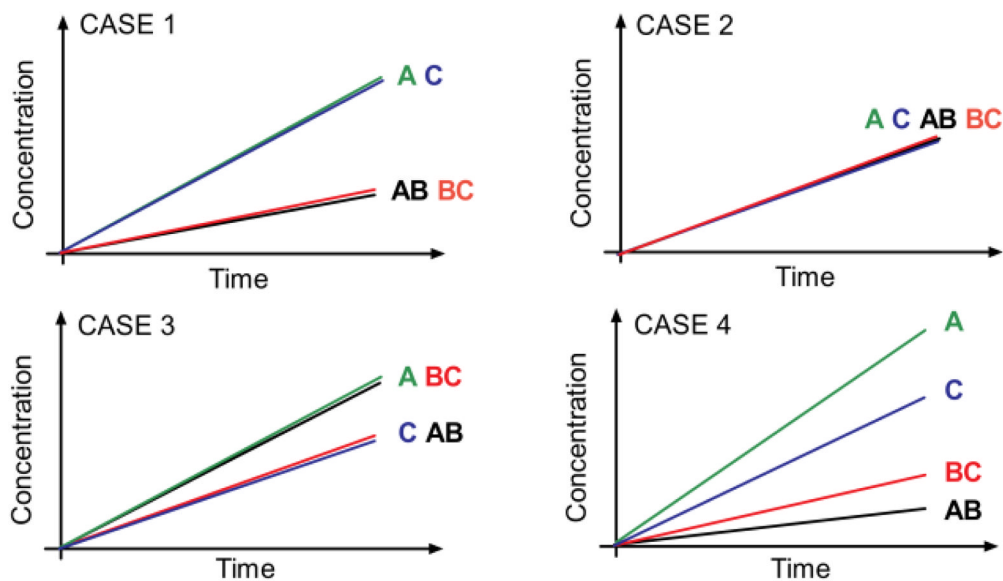 CASE 1
Concentration
A C
AB BC
Time
CASE 2
Concentration
A C AB BC
Time
CASE 3
Concentration
A BC
C AB
Time
CASE 4
Concentration
A
C
BC
AB
Time